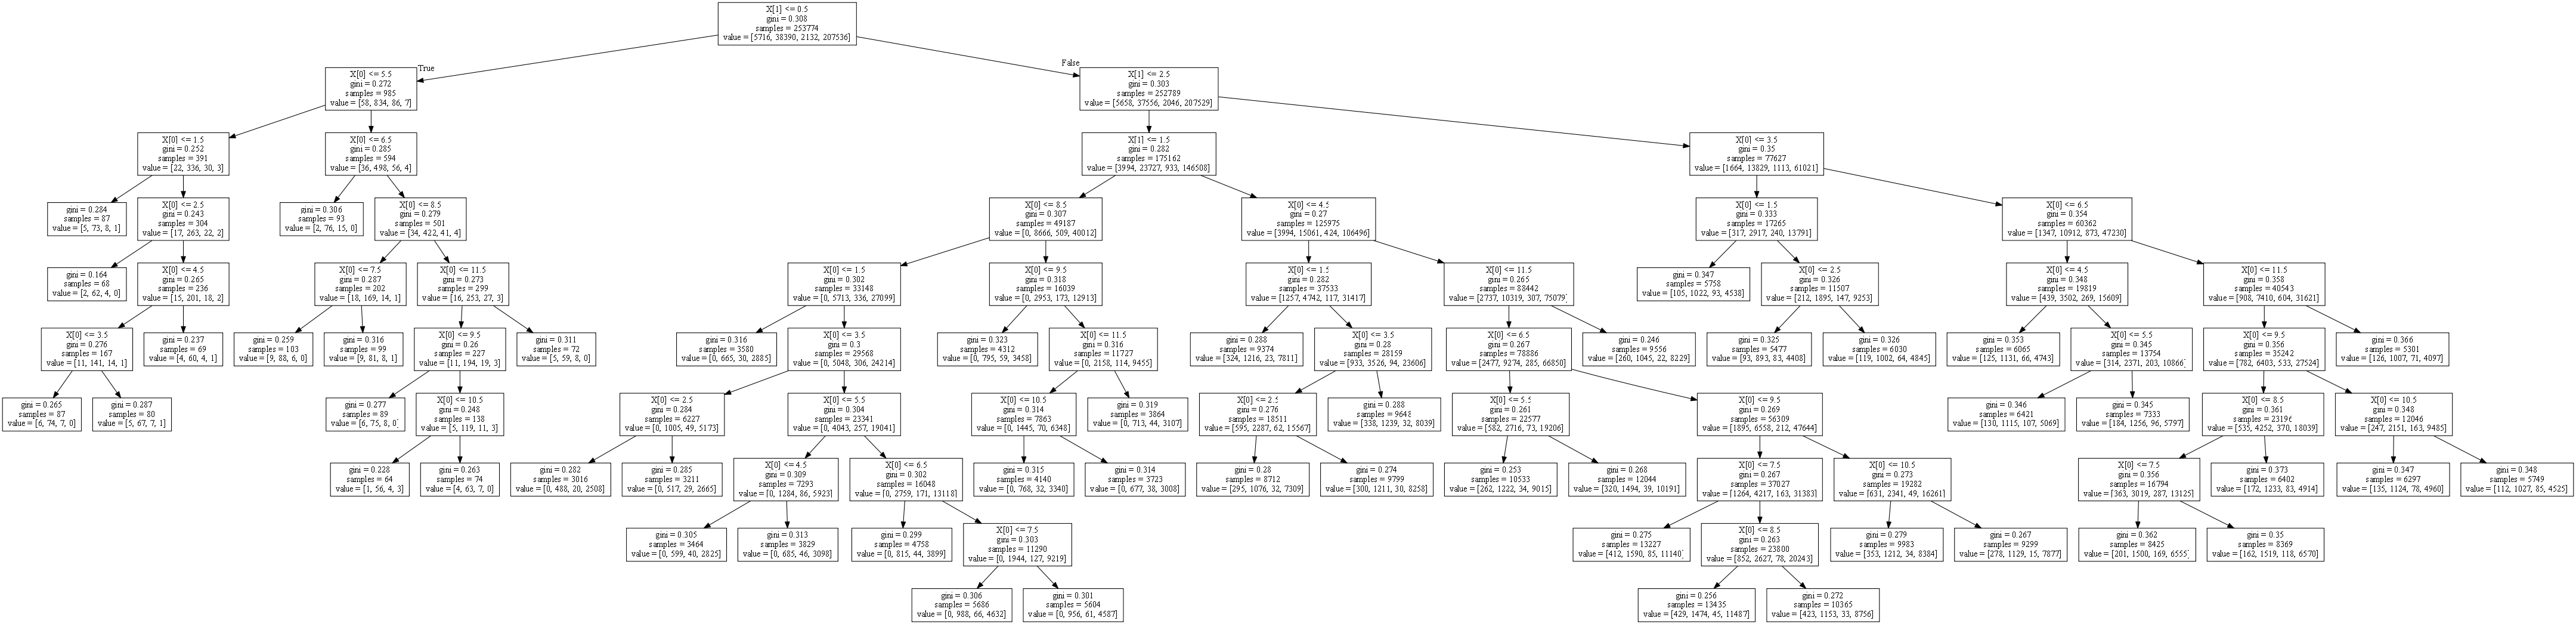 X[1] <= 0.5
gini = 0.308
samples = 253774
value = [5716, 38390, 2132, 207536]
True
False
X[0] <= 5.5
gini = 0.272
samples = 985
value = [58, 834, 86, 7]
X[1] <= 2.5
gini = 0.303
samples = 252789
value = [5658, 37556, 2046, 207529]
X[0] <= 1.5
gini = 0.252
samples = 391
value = [22, 336, 30, 3]
X[0] <= 6.5
gini = 0.285
samples = 594
value = [36, 498, 56, 4]
X[1] <= 1.5
gini = 0.282
samples = 175162
value = [3994, 23727, 933, 146508]
X[0] <= 3.5
gini = 0.35
samples = 77627
value = [1664, 13829, 1113, 61021]
gini = 0.284
samples = 87
value = [5, 73, 8, 1]
X[0] <= 2.5
gini = 0.243
samples = 304
value = [17, 263, 22, 2]
gini = 0.306
samples = 93
value = [2, 76, 15, 0]
X[0] <= 8.5
gini = 0.279
samples = 501
value = [34, 422, 41, 4]
X[0] <= 8.5
gini = 0.307
samples = 49187
value = [0, 8666, 509, 40012]
X[0] <= 4.5
gini = 0.27
samples = 125975
value = [3994, 15061, 424, 106496]
X[0] <= 1.5
gini = 0.333
samples = 17265
value = [317, 2917, 240, 13791]
X[0] <= 6.5
gini = 0.354
samples = 60362
value = [1347, 10912, 873, 47230]
gini = 0.164
samples = 68
value = [2, 62, 4, 0]
X[0] <= 4.5
gini = 0.265
samples = 236
value = [15, 201, 18, 2]
X[0] <= 7.5
gini = 0.287
samples = 202
value = [18, 169, 14, 1]
X[0] <= 11.5
gini = 0.273
samples = 299
value = [16, 253, 27, 3]
X[0] <= 1.5
gini = 0.302
samples = 33148
value = [0, 5713, 336, 27099]
X[0] <= 9.5
gini = 0.318
samples = 16039
value = [0, 2953, 173, 12913]
X[0] <= 1.5
gini = 0.282
samples = 37533
value = [1257, 4742, 117, 31417]
X[0] <= 11.5
gini = 0.265
samples = 88442
value = [2737, 10319, 307, 75079]
gini = 0.347
samples = 5758
value = [105, 1022, 93, 4538]
X[0] <= 2.5
gini = 0.326
samples = 11507
value = [212, 1895, 147, 9253]
X[0] <= 4.5
gini = 0.348
samples = 19819
value = [439, 3502, 269, 15609]
X[0] <= 11.5
gini = 0.358
samples = 40543
value = [908, 7410, 604, 31621]
X[0] <= 3.5
gini = 0.276
samples = 167
value = [11, 141, 14, 1]
gini = 0.237
samples = 69
value = [4, 60, 4, 1]
gini = 0.259
samples = 103
value = [9, 88, 6, 0]
gini = 0.316
samples = 99
value = [9, 81, 8, 1]
X[0] <= 9.5
gini = 0.26
samples = 227
value = [11, 194, 19, 3]
gini = 0.311
samples = 72
value = [5, 59, 8, 0]
gini = 0.316
samples = 3580
value = [0, 665, 30, 2885]
X[0] <= 3.5
gini = 0.3
samples = 29568
value = [0, 5048, 306, 24214]
gini = 0.323
samples = 4312
value = [0, 795, 59, 3458]
X[0] <= 11.5
gini = 0.316
samples = 11727
value = [0, 2158, 114, 9455]
gini = 0.288
samples = 9374
value = [324, 1216, 23, 7811]
X[0] <= 3.5
gini = 0.28
samples = 28159
value = [933, 3526, 94, 23606]
X[0] <= 6.5
gini = 0.267
samples = 78886
value = [2477, 9274, 285, 66850]
gini = 0.246
samples = 9556
value = [260, 1045, 22, 8229]
gini = 0.325
samples = 5477
value = [93, 893, 83, 4408]
gini = 0.326
samples = 6030
value = [119, 1002, 64, 4845]
gini = 0.353
samples = 6065
value = [125, 1131, 66, 4743]
X[0] <= 5.5
gini = 0.345
samples = 13754
value = [314, 2371, 203, 10866]
X[0] <= 9.5
gini = 0.356
samples = 35242
value = [782, 6403, 533, 27524]
gini = 0.366
samples = 5301
value = [126, 1007, 71, 4097]
gini = 0.265
samples = 87
value = [6, 74, 7, 0]
gini = 0.287
samples = 80
value = [5, 67, 7, 1]
gini = 0.277
samples = 89
value = [6, 75, 8, 0]
X[0] <= 10.5
gini = 0.248
samples = 138
value = [5, 119, 11, 3]
X[0] <= 2.5
gini = 0.284
samples = 6227
value = [0, 1005, 49, 5173]
X[0] <= 5.5
gini = 0.304
samples = 23341
value = [0, 4043, 257, 19041]
X[0] <= 10.5
gini = 0.314
samples = 7863
value = [0, 1445, 70, 6348]
gini = 0.319
samples = 3864
value = [0, 713, 44, 3107]
X[0] <= 2.5
gini = 0.276
samples = 18511
value = [595, 2287, 62, 15567]
gini = 0.288
samples = 9648
value = [338, 1239, 32, 8039]
X[0] <= 5.5
gini = 0.261
samples = 22577
value = [582, 2716, 73, 19206]
X[0] <= 9.5
gini = 0.269
samples = 56309
value = [1895, 6558, 212, 47644]
gini = 0.346
samples = 6421
value = [130, 1115, 107, 5069]
gini = 0.345
samples = 7333
value = [184, 1256, 96, 5797]
X[0] <= 8.5
gini = 0.361
samples = 23196
value = [535, 4252, 370, 18039]
X[0] <= 10.5
gini = 0.348
samples = 12046
value = [247, 2151, 163, 9485]
gini = 0.228
samples = 64
value = [1, 56, 4, 3]
gini = 0.263
samples = 74
value = [4, 63, 7, 0]
gini = 0.282
samples = 3016
value = [0, 488, 20, 2508]
gini = 0.285
samples = 3211
value = [0, 517, 29, 2665]
X[0] <= 4.5
gini = 0.309
samples = 7293
value = [0, 1284, 86, 5923]
X[0] <= 6.5
gini = 0.302
samples = 16048
value = [0, 2759, 171, 13118]
gini = 0.315
samples = 4140
value = [0, 768, 32, 3340]
gini = 0.314
samples = 3723
value = [0, 677, 38, 3008]
gini = 0.28
samples = 8712
value = [295, 1076, 32, 7309]
gini = 0.274
samples = 9799
value = [300, 1211, 30, 8258]
gini = 0.253
samples = 10533
value = [262, 1222, 34, 9015]
gini = 0.268
samples = 12044
value = [320, 1494, 39, 10191]
X[0] <= 7.5
gini = 0.267
samples = 37027
value = [1264, 4217, 163, 31383]
X[0] <= 10.5
gini = 0.273
samples = 19282
value = [631, 2341, 49, 16261]
X[0] <= 7.5
gini = 0.356
samples = 16794
value = [363, 3019, 287, 13125]
gini = 0.373
samples = 6402
value = [172, 1233, 83, 4914]
gini = 0.347
samples = 6297
value = [135, 1124, 78, 4960]
gini = 0.348
samples = 5749
value = [112, 1027, 85, 4525]
gini = 0.305
samples = 3464
value = [0, 599, 40, 2825]
gini = 0.313
samples = 3829
value = [0, 685, 46, 3098]
gini = 0.299
samples = 4758
value = [0, 815, 44, 3899]
X[0] <= 7.5
gini = 0.303
samples = 11290
value = [0, 1944, 127, 9219]
gini = 0.275
samples = 13227
value = [412, 1590, 85, 11140]
X[0] <= 8.5
gini = 0.263
samples = 23800
value = [852, 2627, 78, 20243]
gini = 0.279
samples = 9983
value = [353, 1212, 34, 8384]
gini = 0.267
samples = 9299
value = [278, 1129, 15, 7877]
gini = 0.362
samples = 8425
value = [201, 1500, 169, 6555]
gini = 0.35
samples = 8369
value = [162, 1519, 118, 6570]
gini = 0.306
samples = 5686
value = [0, 988, 66, 4632]
gini = 0.301
samples = 5604
value = [0, 956, 61, 4587]
gini = 0.256
samples = 13435
value = [429, 1474, 45, 11487]
gini = 0.272
samples = 10365
value = [423, 1153, 33, 8756]